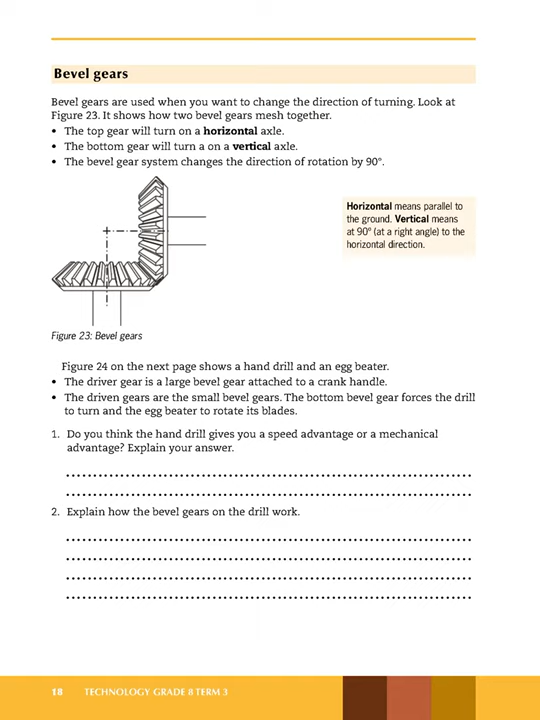 Bevel gears
Bevel gears are used when you want to change the direction of turning. Look at
Figure 23. It shows how two bevel gears mesh together.
• The top gear will turn on a horizontal axle.
• The bottom gear will turn a on a vertical axle.
• The bevel gear system changes the direction of rotation by 90°.
Horizontal means parallel to
the ground. Vertical means
at 90° (at a right angle) to the
horizontal direction.
Figure 23: Bevel gears
Figure 24 on the next page shows a hand drill and an egg beater.
• The driver gear is a large bevel gear attached to a crank handle.
• The driven gears are the small bevel gears. The bottom bevel gear forces the drill
to turn and the egg beater to rotate its blades.
1. Do you think the hand drill gives you a speed advantage or a mechanical
advantage? Explain your answer.
2. Explain how the bevel gears on the drill work.
18 TECHNOLOGY GRADE 8 TERM 3